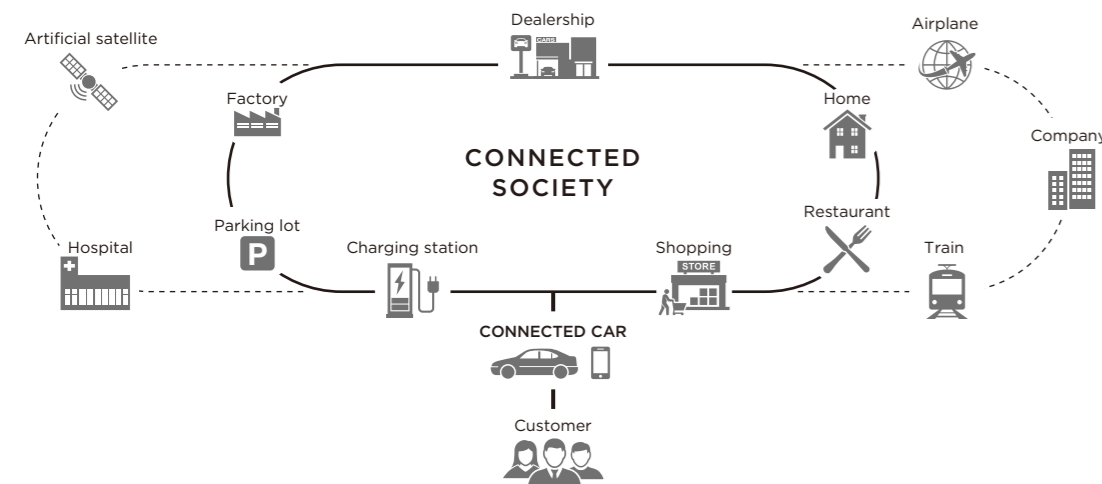 Dealership
Airplane
Artificial satellite
CARS
Factory
Home
Company
CONNECTED
SOCIETY
Restaurant
Parking lot
P
Hospital
Charging station
Shopping
Train
STORE
CONNECTED CAR
Customer